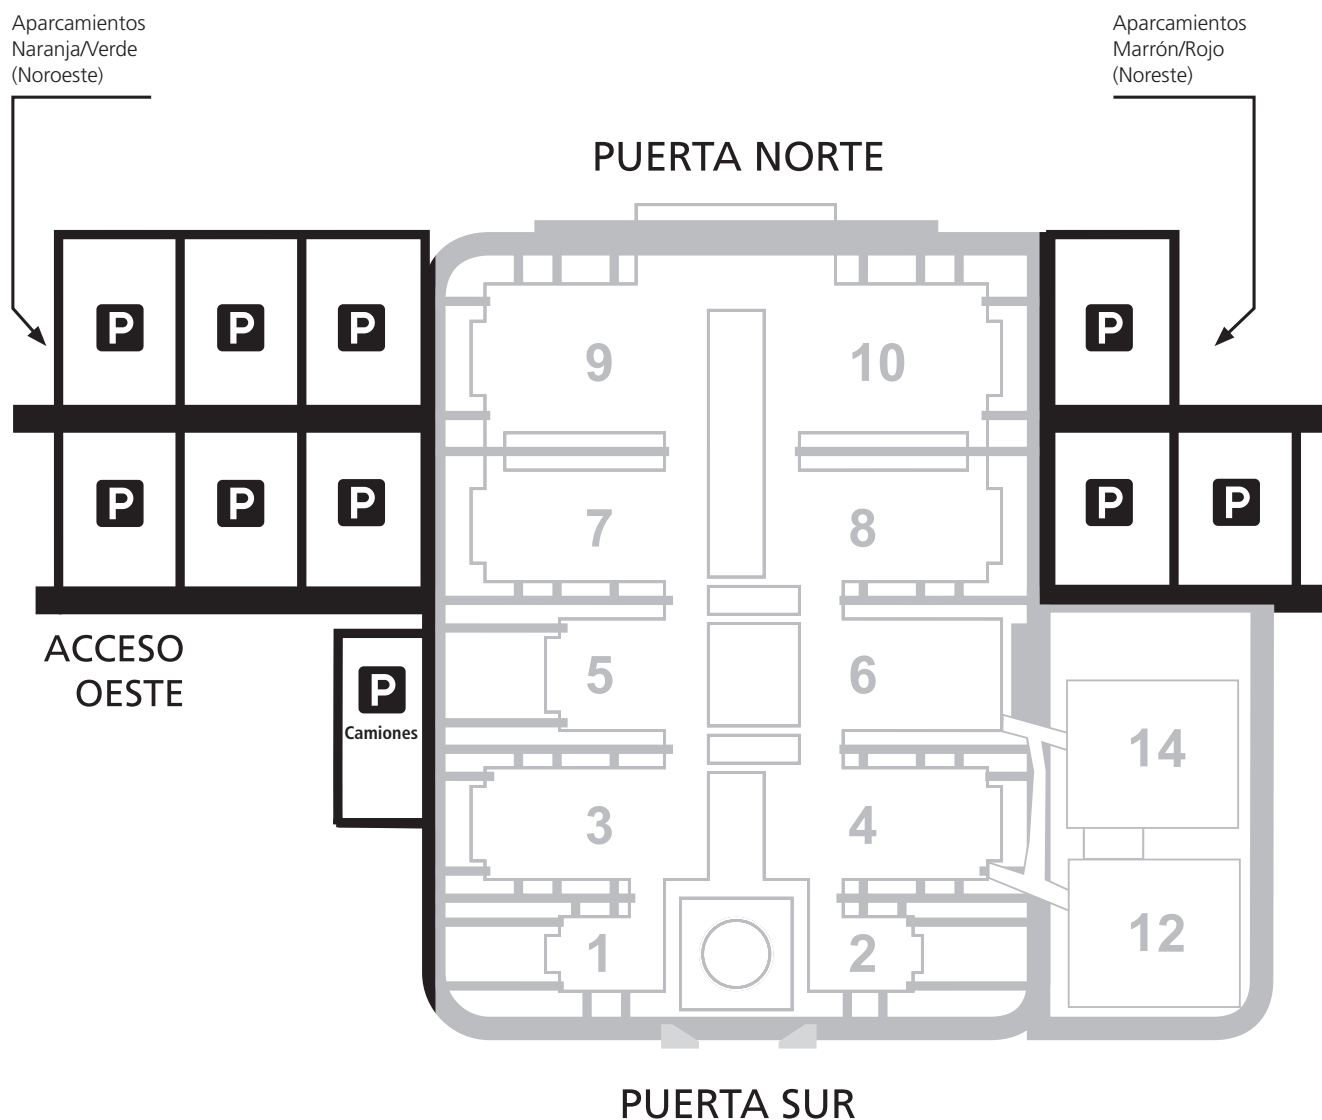 Aparcamientos
Naranja/Verde
(Noroeste)
Aparcamientos
Marrón/Rojo
(Noreste)
PUERTA NORTE
P P P P
9 10
P P P P P
7 8
ACCESO
OESTE
P
Camiones
5 6
14
3 4
12
1 2
PUERTA SUR